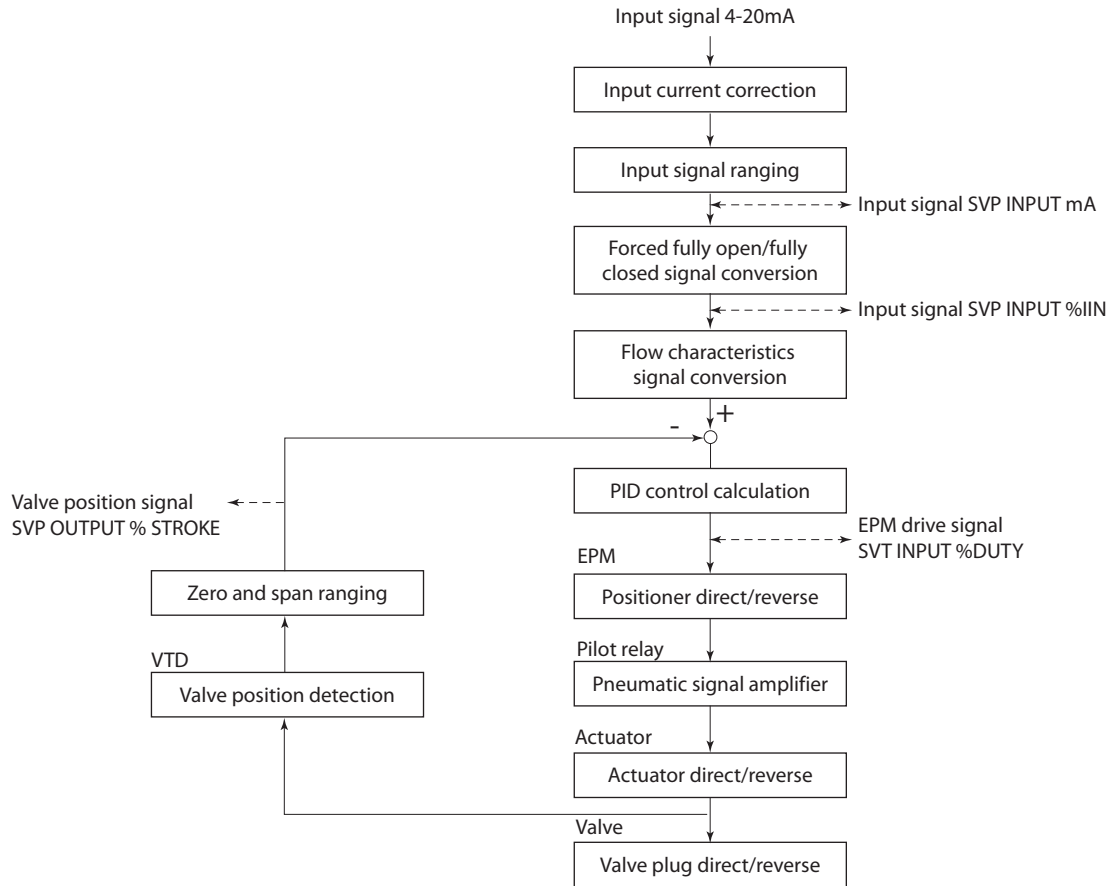 Input signal 4-20mA
Input current correction
Input signal ranging
Input signal SVP INPUT mA
Forced fully open/fully
closed signal conversion
Input signal SVP INPUT %IIN
Flow characteristics
signal conversion
- +
PID control calculation
Valve position signal
SVP OUTPUT % STROKE
EPM drive signal
SVT INPUT %DUTY
EPM
Zero and span ranging
Positioner direct/reverse
Pilot relay
VTD
Valve position detection
Pneumatic signal amplifier
Actuator
Actuator direct/reverse
Valve
Valve plug direct/reverse